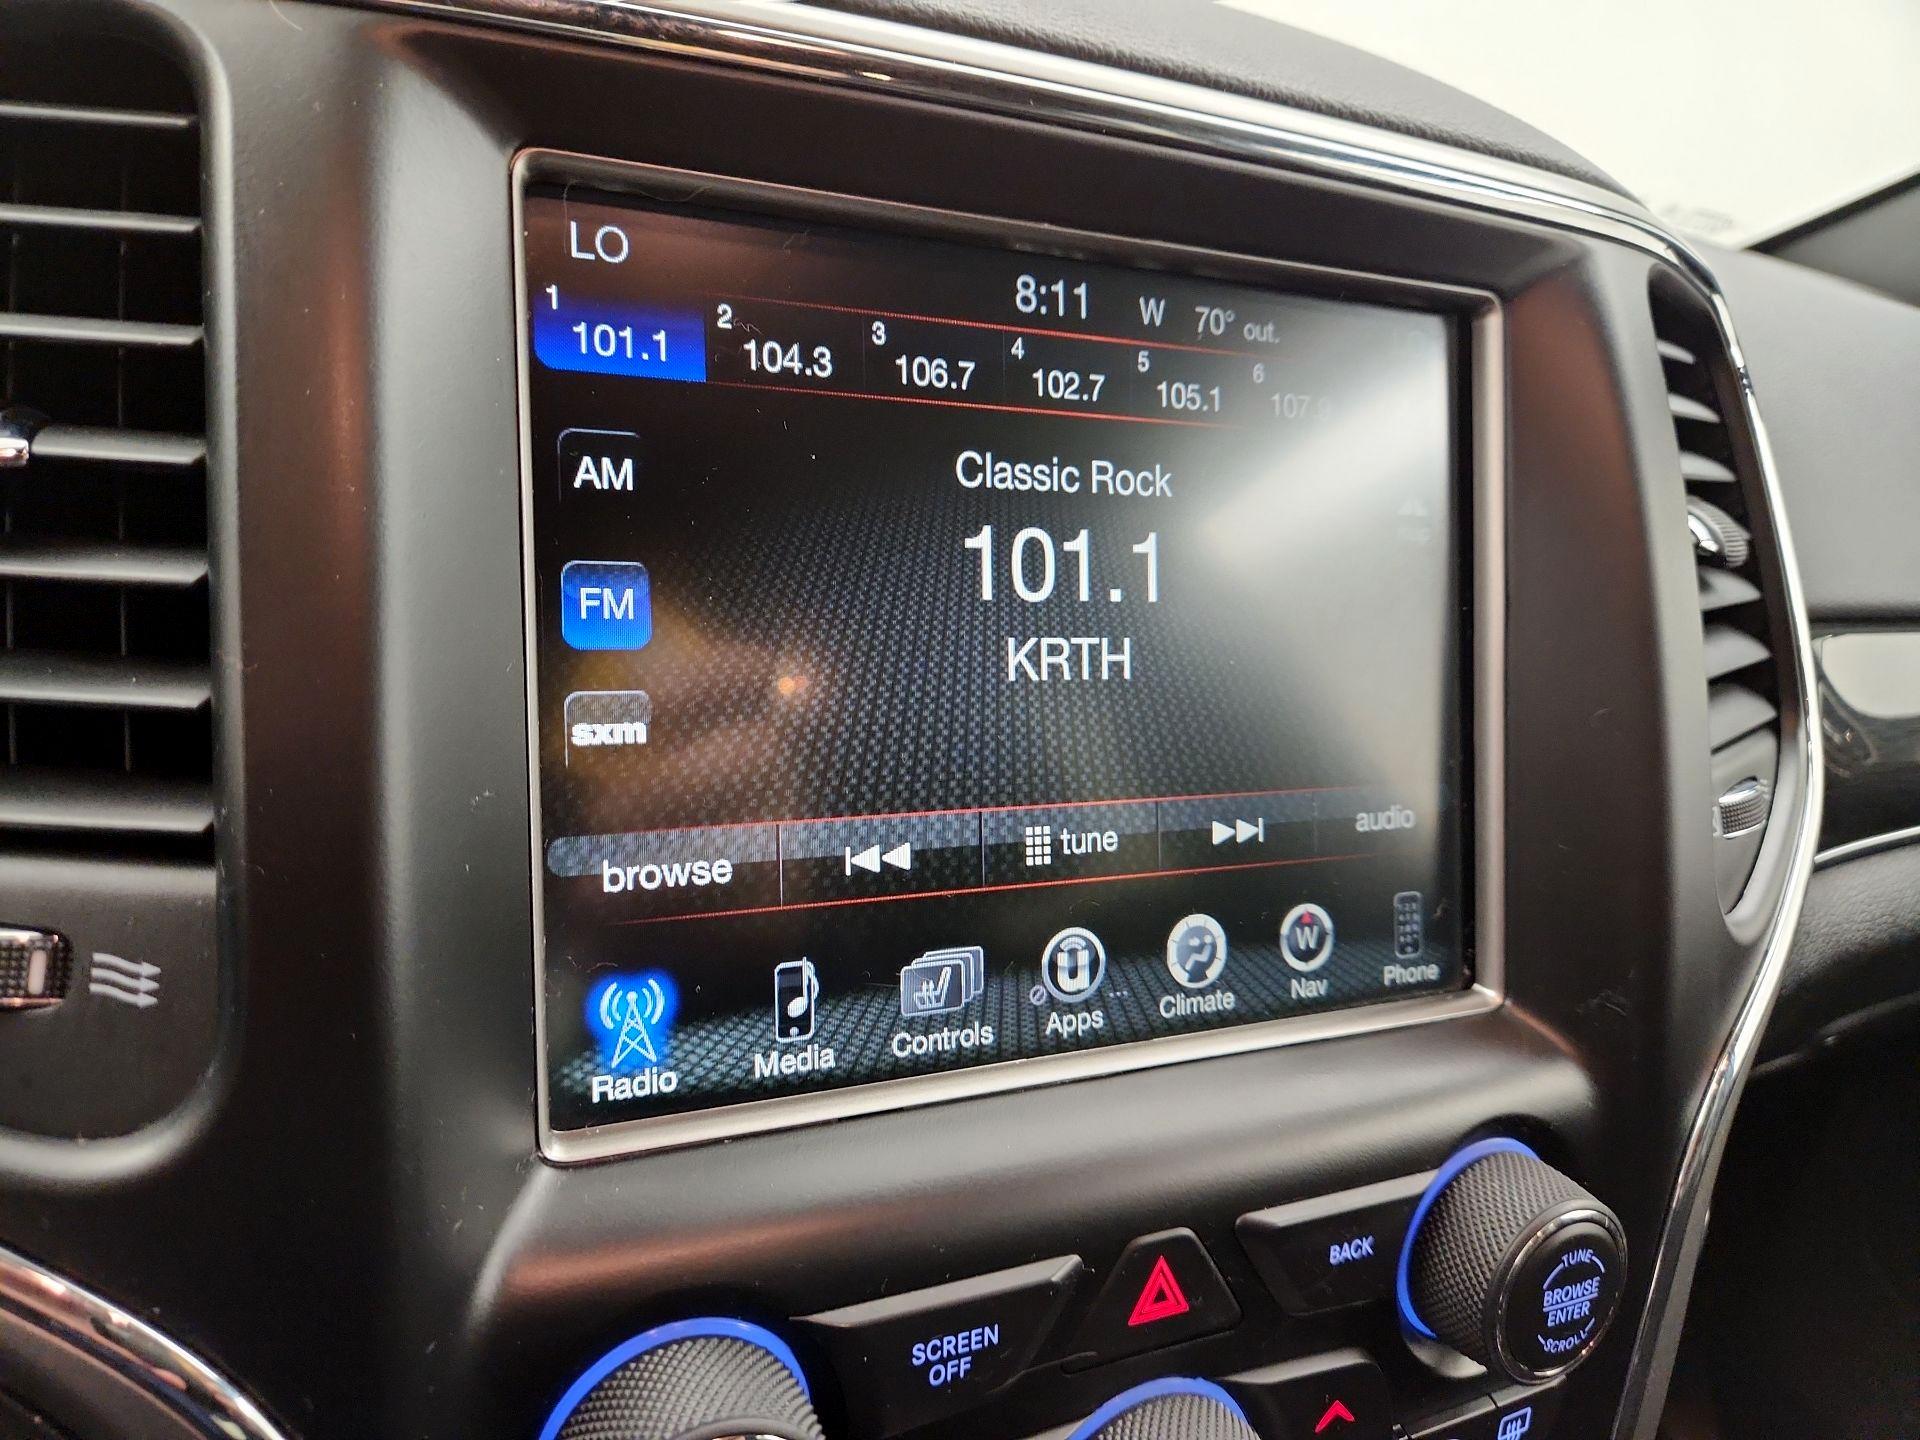 LO
8:11 W 70° out.
1 101.1
2 104.3
3 106.7
4 102.7
5 105.1
6 107.9
AM
Classic Rock
101.1
FM
KRTH
sxm
browse
tune
audio
Radio
Media
Controls
Apps
Climate
W
Nav
Phone
SCREEN
OFF
BACK
TUNE
BROWSE
ENTER
SCROLL